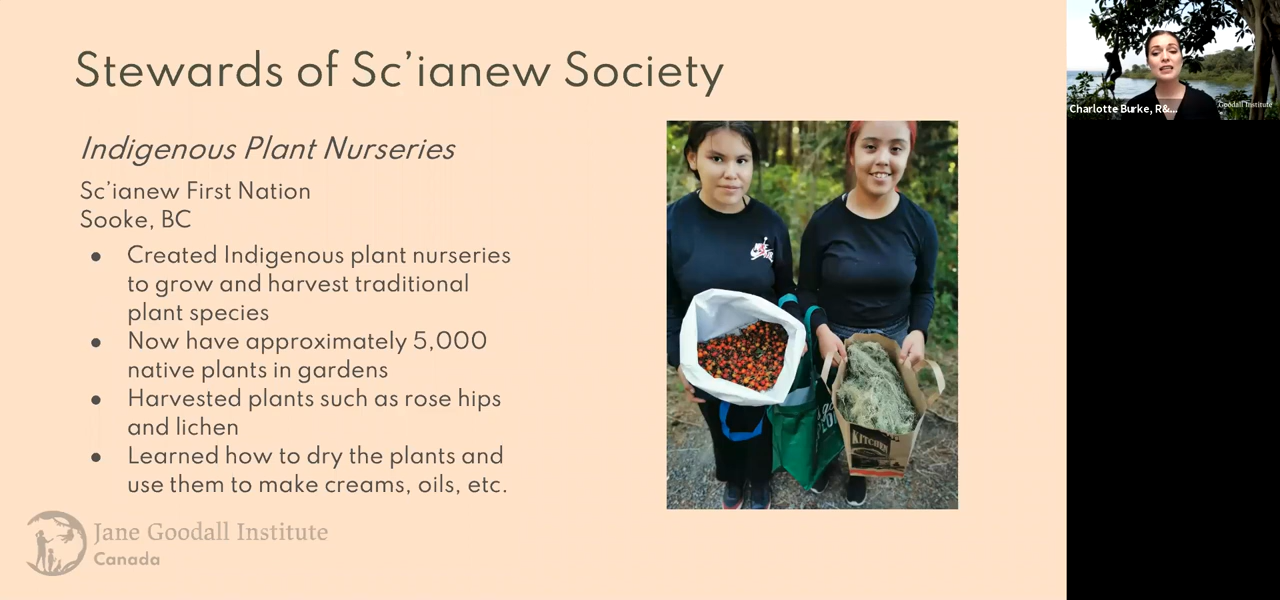 Stewards of Sc’ianew Society
Indigenous Plant Nurseries
Sc’ianew First Nation
Sooke, BC
● Created Indigenous plant nurseries
to grow and harvest traditional
plant species
● Now have approximately 5,000
native plants in gardens
● Harvested plants such as rose hips
and lichen
● Learned how to dry the plants and
use them to make creams, oils, etc.
Jane Goodall Institute
Canada
AIR
KITCHEN
Charlotte Burke, R&...
Goodall Institute